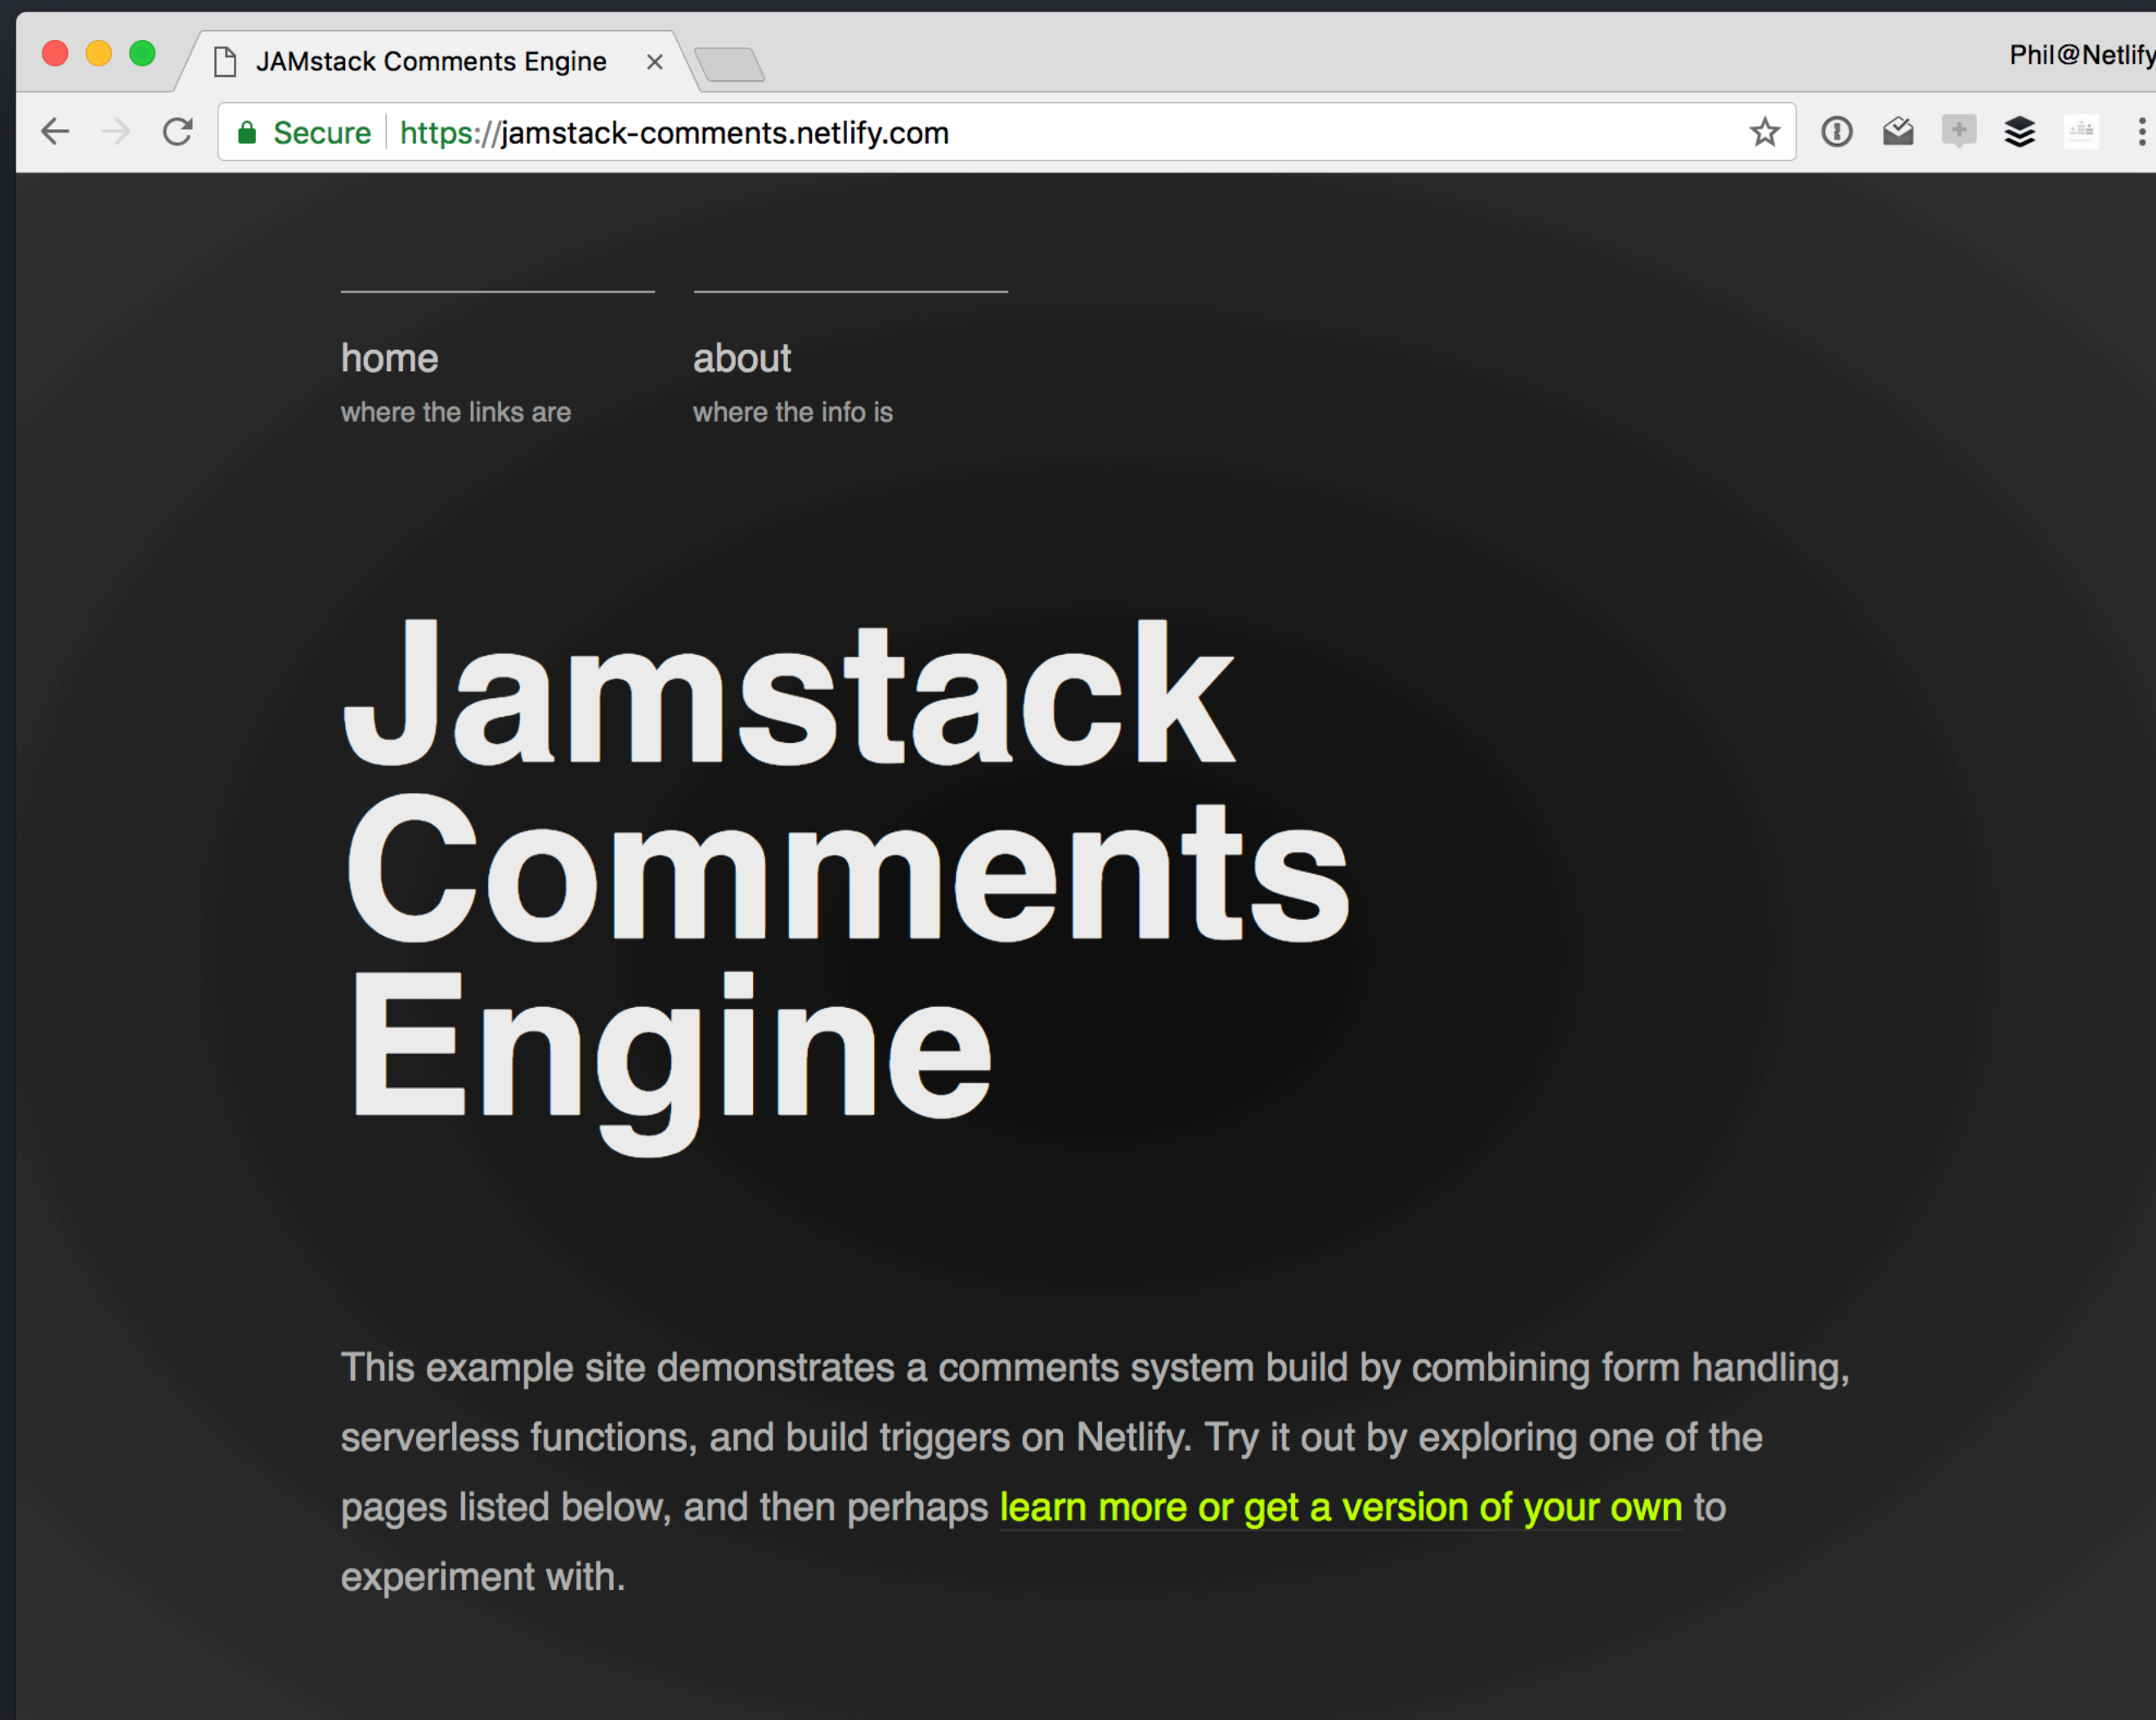 JAMstack Comments Engine
Phil@Netlify
Secure https://jamstack-comments.netlify.com
home about
where the links are where the info is
Jamstack
Comments
Engine
This example site demonstrates a comments system build by combining form handling,
serverless functions, and build triggers on Netlify. Try it out by exploring one of the
pages listed below, and then perhaps learn more or get a version of your own to
experiment with.